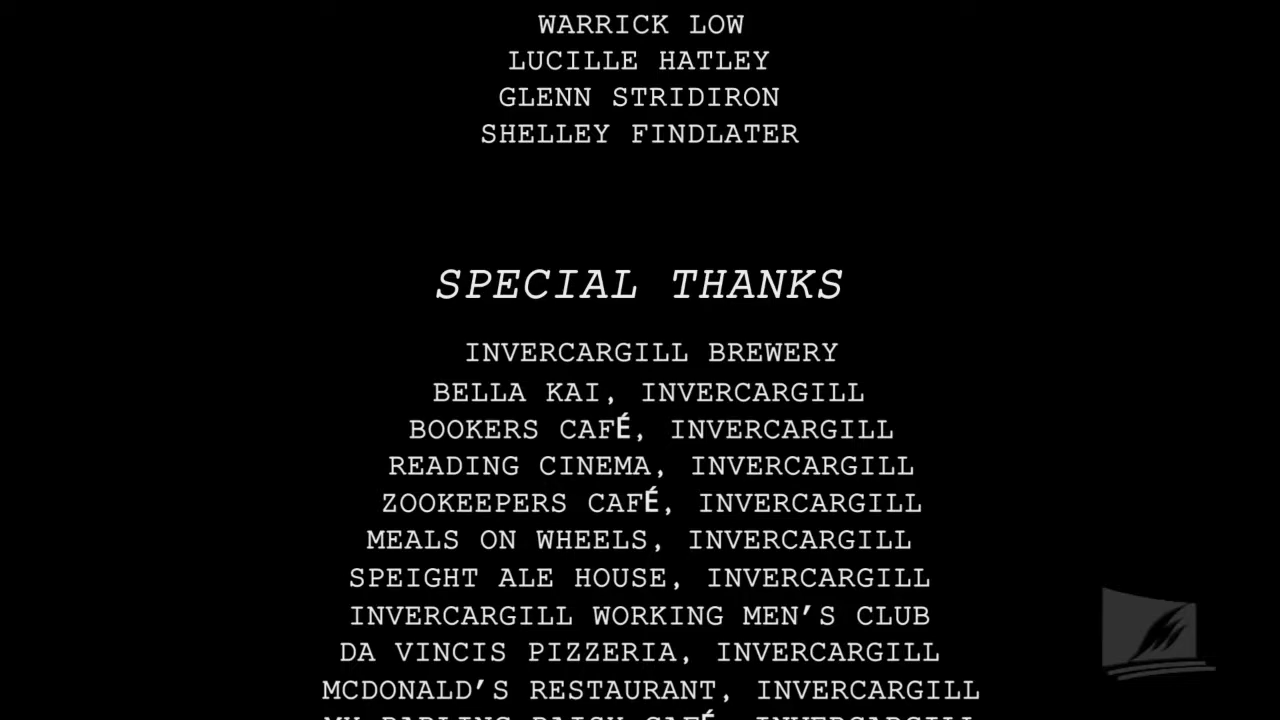 WARRICK LOW
LUCILLE HATLEY
GLENN STRIDIRON
SHELLEY FINDLATER
SPECIAL THANKS
INVERCARGILL BREWERY
BELLA KAI, INVERCARGILL
BOOKERS CAFÉ, INVERCARGILL
READING CINEMA, INVERCARGILL
ZOOKEEPERS CAFÉ, INVERCARGILL
MEALS ON WHEELS, INVERCARGILL
SPEIGHT ALE HOUSE, INVERCARGILL
INVERCARGILL WORKING MEN’S CLUB
DA VINCIS PIZZERIA, INVERCARGILL
MCDONALD’S RESTAURANT, INVERCARGILL
CAFÉ, INVERCARGILL